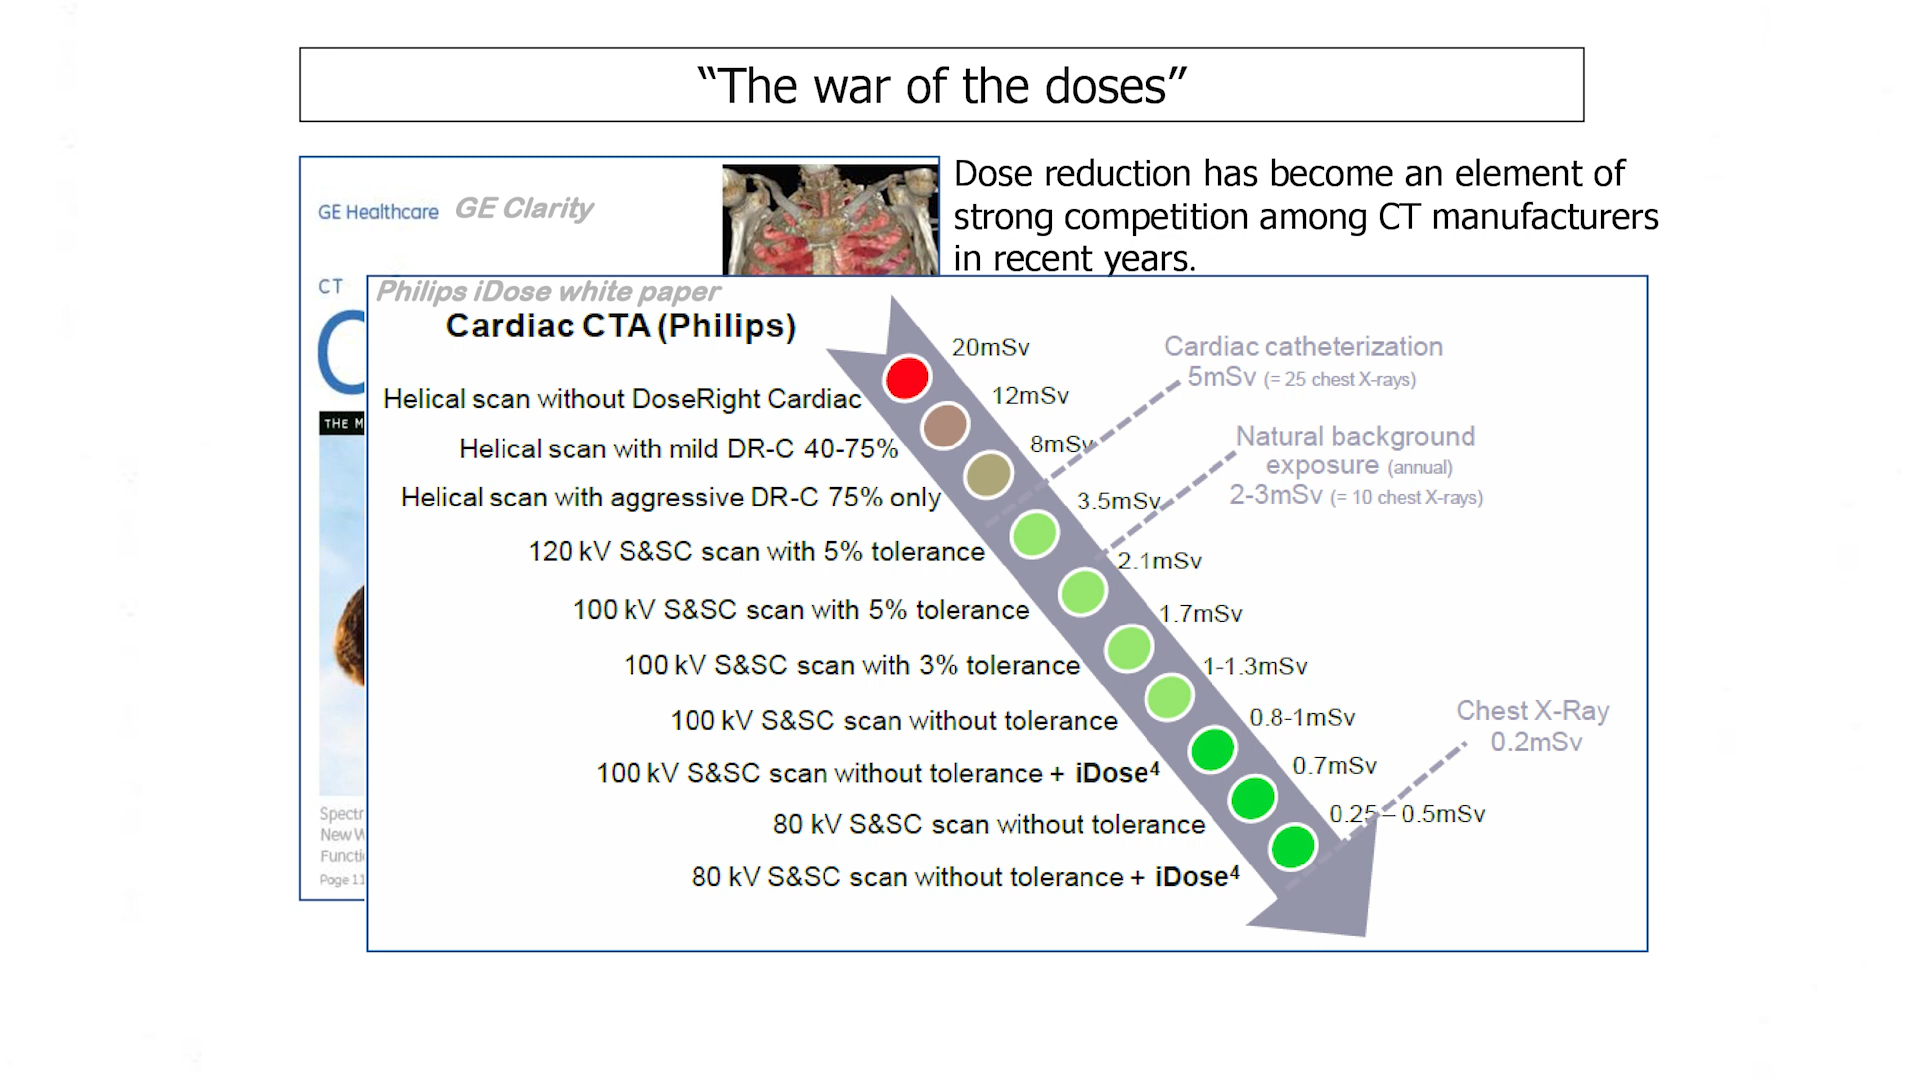 “The war of the doses”
GE Healthcare GE Clarity
Dose reduction has become an element of
strong competition among CT manufacturers
in recent years.
CT
Philips iDose white paper
Cardiac CTA (Philips)
20mSv
Cardiac catheterization
5mSv (= 25 chest X-rays)
Helical scan without DoseRight Cardiac
12mSv
Helical scan with mild DR-C 40-75%
8mSv
Natural background
exposure (annual)
2-3mSv (= 10 chest X-rays)
Helical scan with aggressive DR-C 75% only
3.5mSv
120 kV S&SC scan with 5% tolerance
2.1mSv
100 kV S&SC scan with 5% tolerance
1.7mSv
100 kV S&SC scan with 3% tolerance
1-1.3mSv
100 kV S&SC scan without tolerance
0.8-1mSv
Chest X-Ray
0.2mSv
100 kV S&SC scan without tolerance + iDose⁴
0.7mSv
80 kV S&SC scan without tolerance
0.25 – 0.5mSv
80 kV S&SC scan without tolerance + iDose⁴
THE M
Spectr
New W
Functi
Page 11